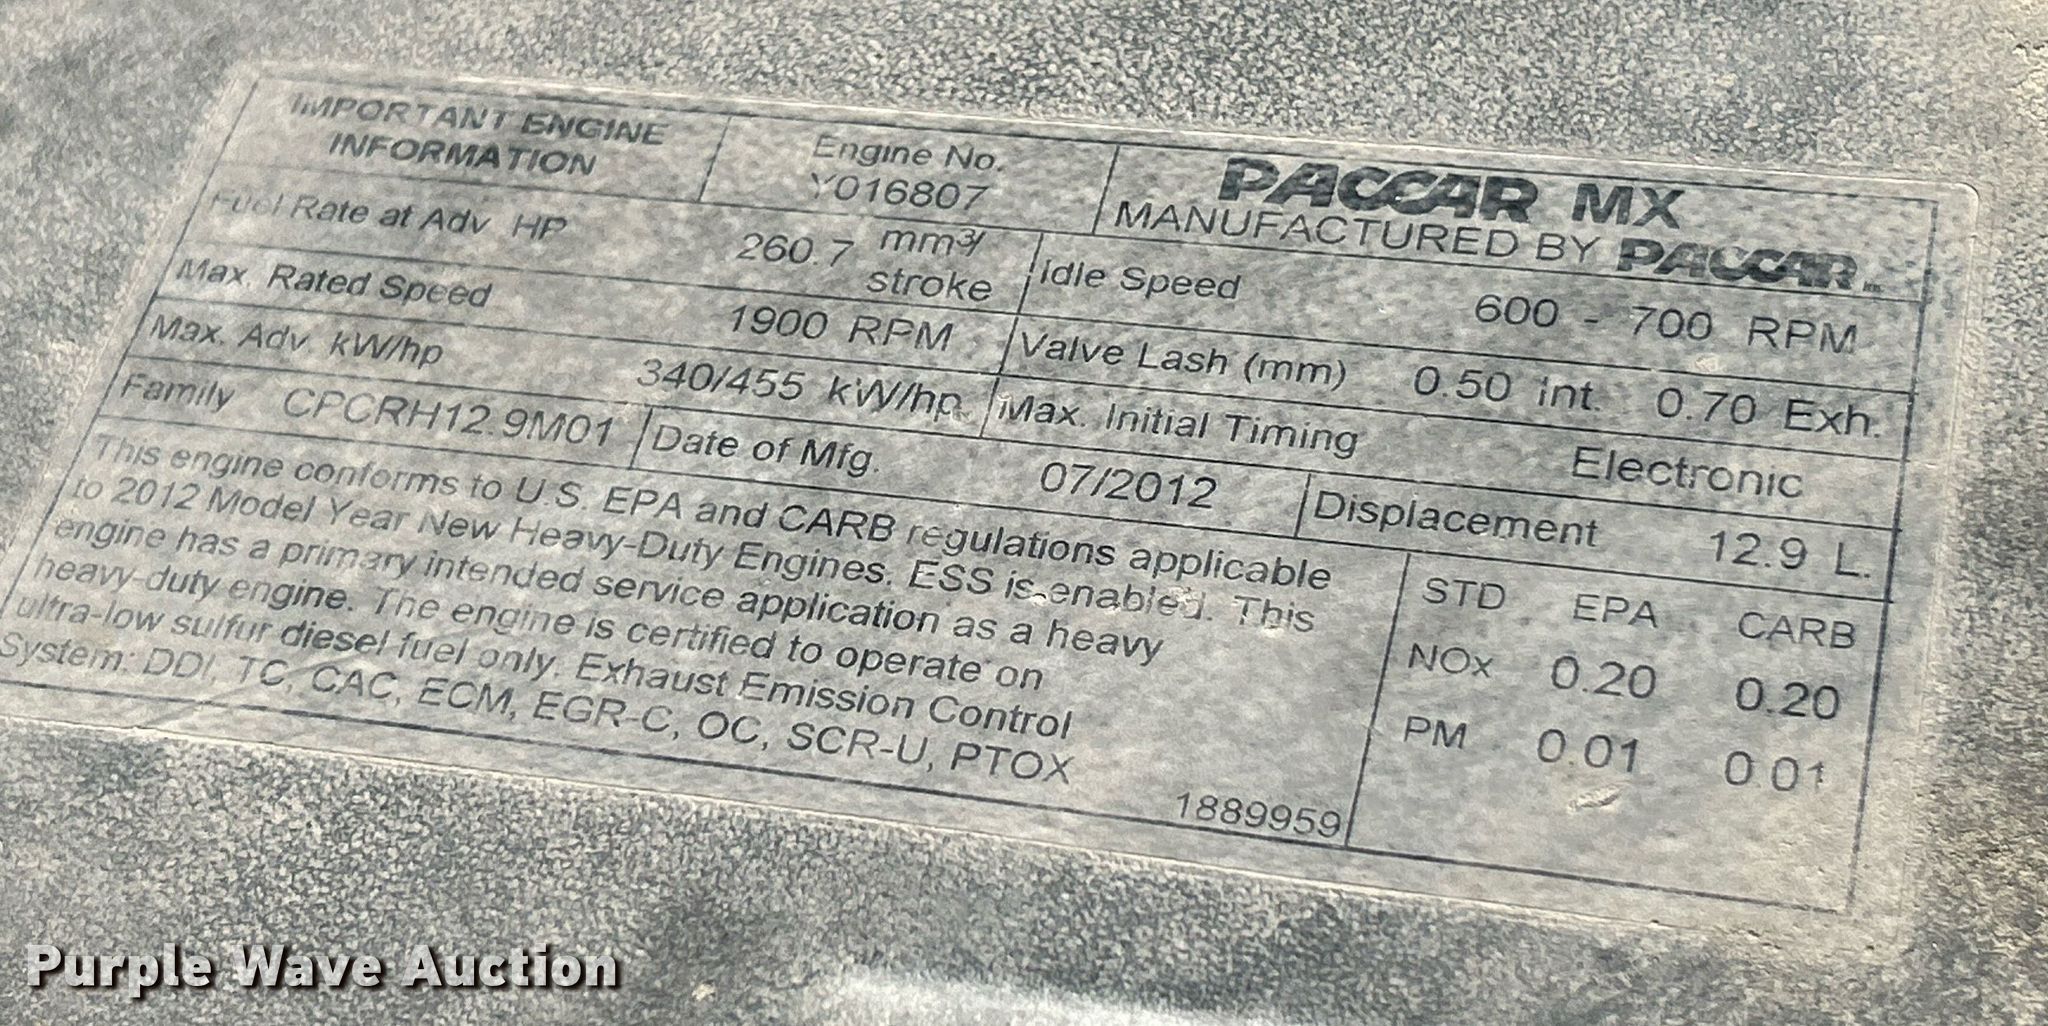 IMPORTANT ENGINE
INFORMATION
Engine No.
Y016807
PACCAR MX
MANUFACTURED BY PACCAR INC.
Fuel Rate at Adv HP 260.7 mm3/
stroke
Idle Speed 600 - 700 RPM
Max. Rated Speed 1900 RPM
Valve Lash (mm) 0.50 int. 0.70 Exh.
Max. Adv. kW/hp 340/455 kW/hp
Max. Initial Timing Electronic
Family CPCRH12.9M01
Date of Mfg. 07/2012
Displacement 12.9 L.
This engine conforms to U.S. EPA and CARB regulations applicable
to 2012 Model Year New Heavy-Duty Engines. ESS is enabled. This
engine has a primary intended service application as a heavy
heavy-duty engine. The engine is certified to operate on
ultra-low sulfur diesel fuel only. Exhaust Emission Control
System: DDI, TC, CAC, ECM, EGR-C, OC, SCR-U, PTOX
1889959
STD EPA CARB
NOx 0.20 0.20
PM 0.01 0.01
Purple Wave Auction